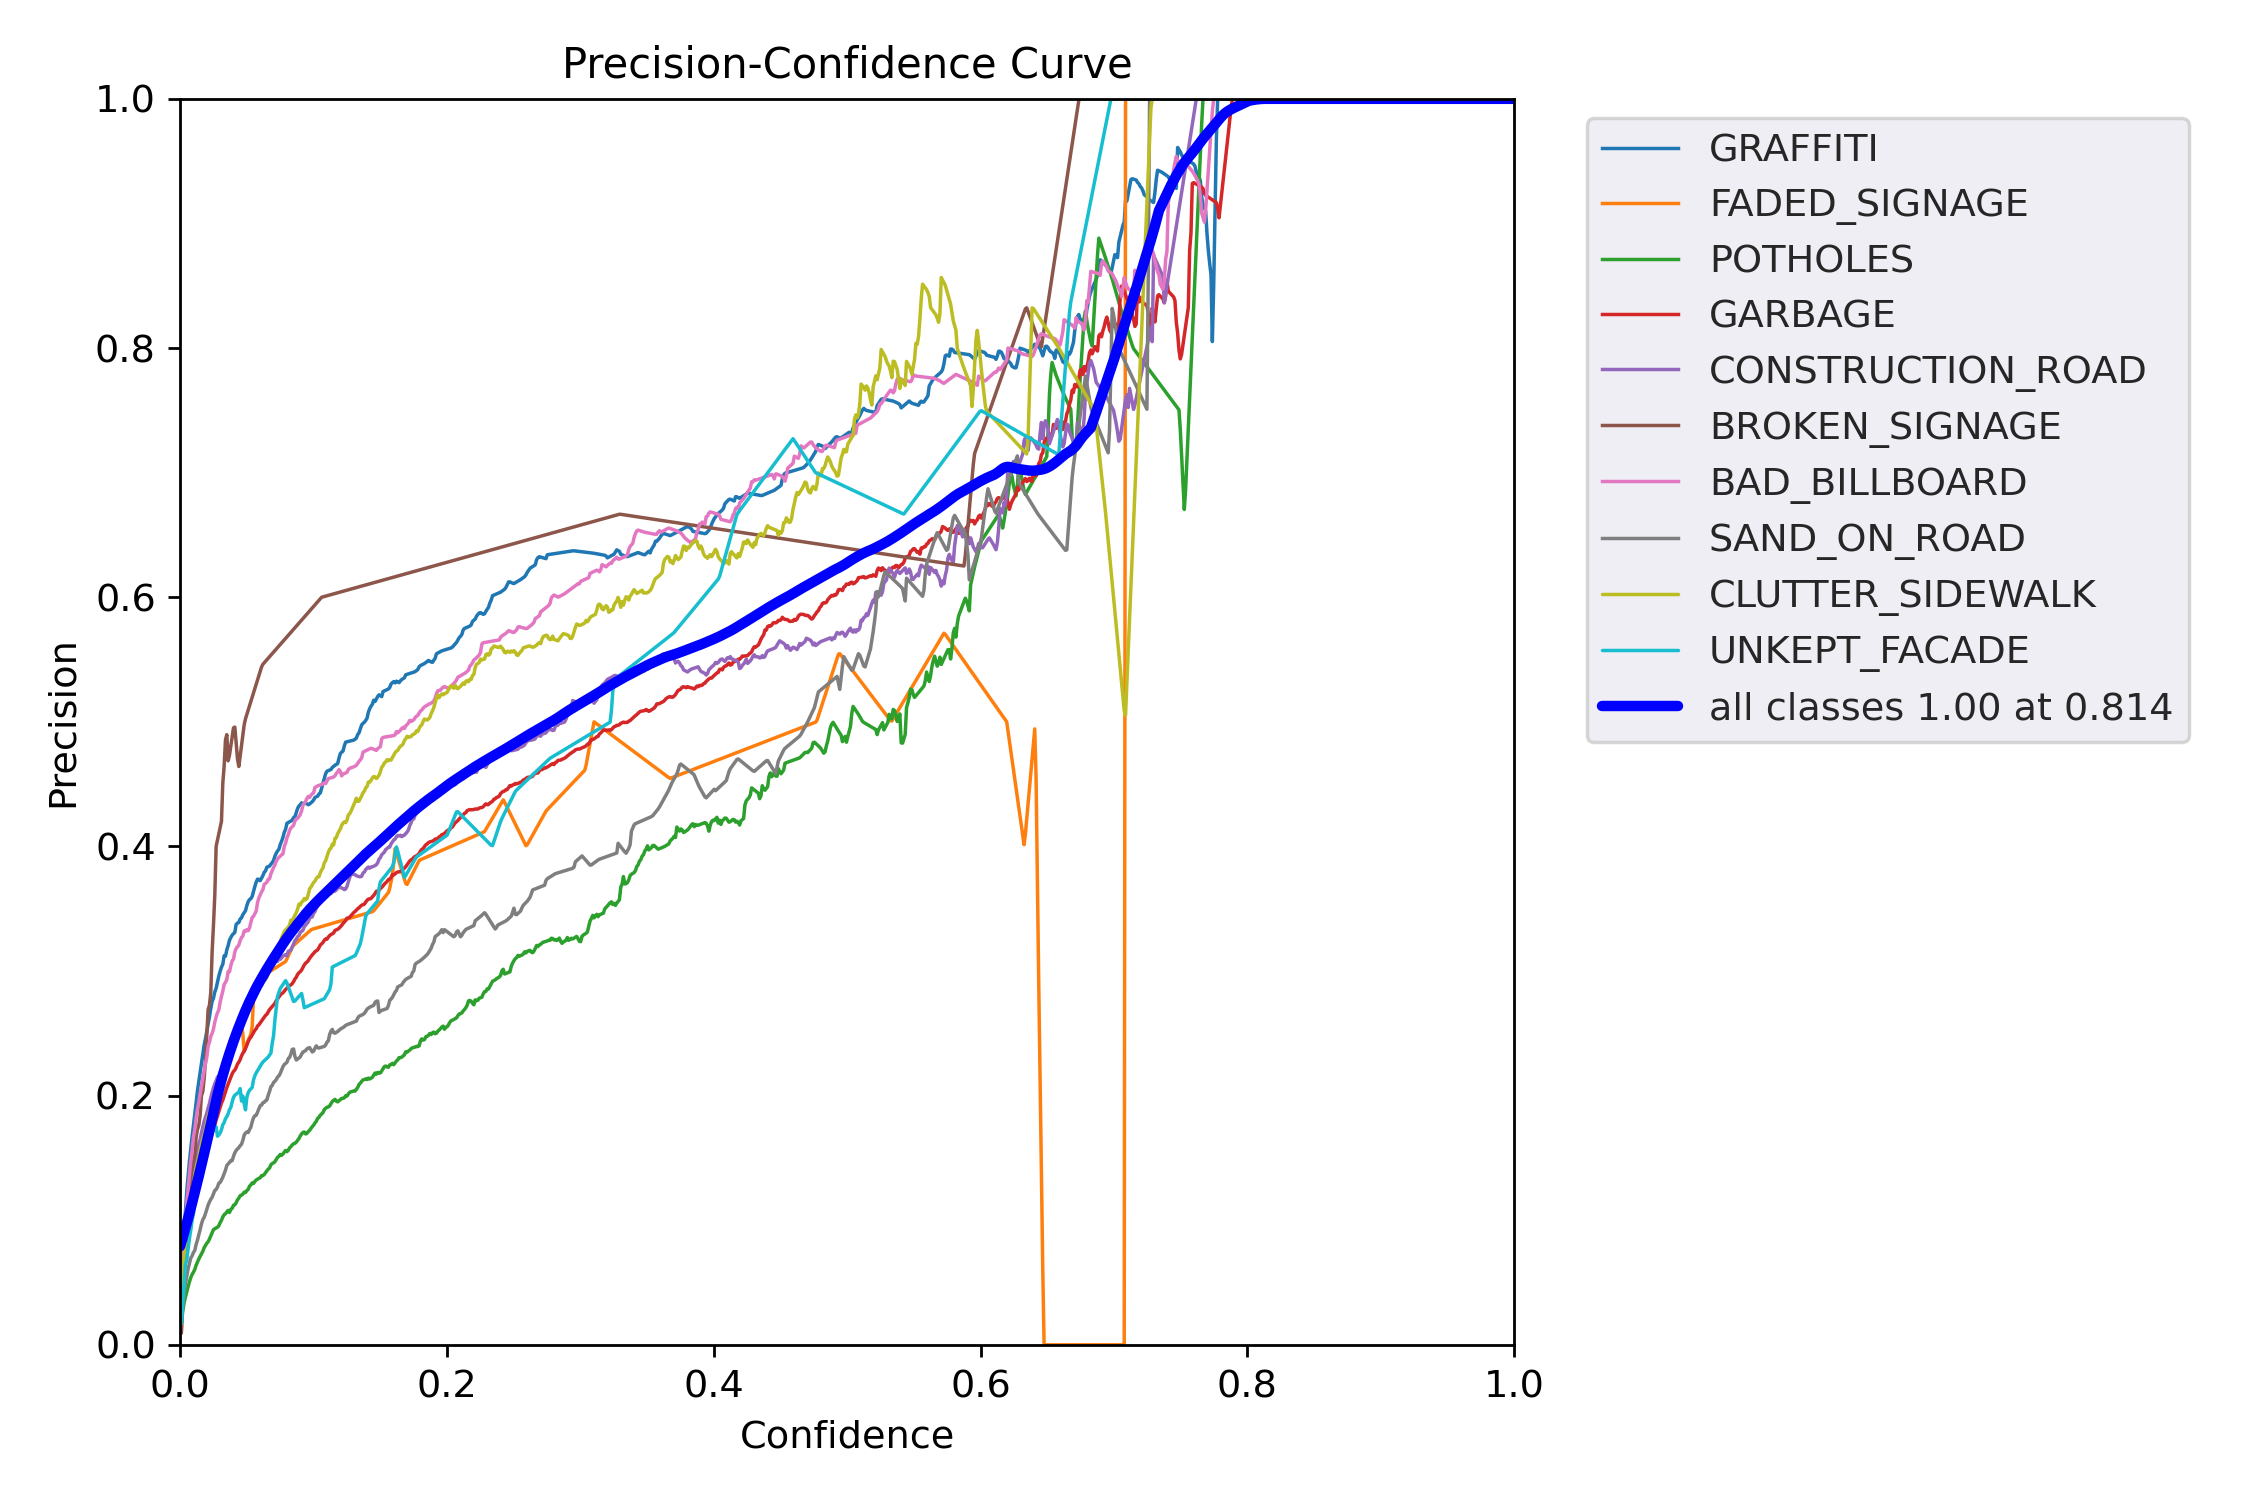 Precision-Confidence Curve
1.0
0.8
0.6
0.4
0.2
0.0
Precision
0.0 0.2 0.4 0.6 0.8 1.0
Confidence
GRAFFITI
FADED_SIGNAGE
POTHOLES
GARBAGE
CONSTRUCTION_ROAD
BROKEN_SIGNAGE
BAD_BILLBOARD
SAND_ON_ROAD
CLUTTER_SIDEWALK
UNKEPT_FACADE
all classes 1.00 at 0.814